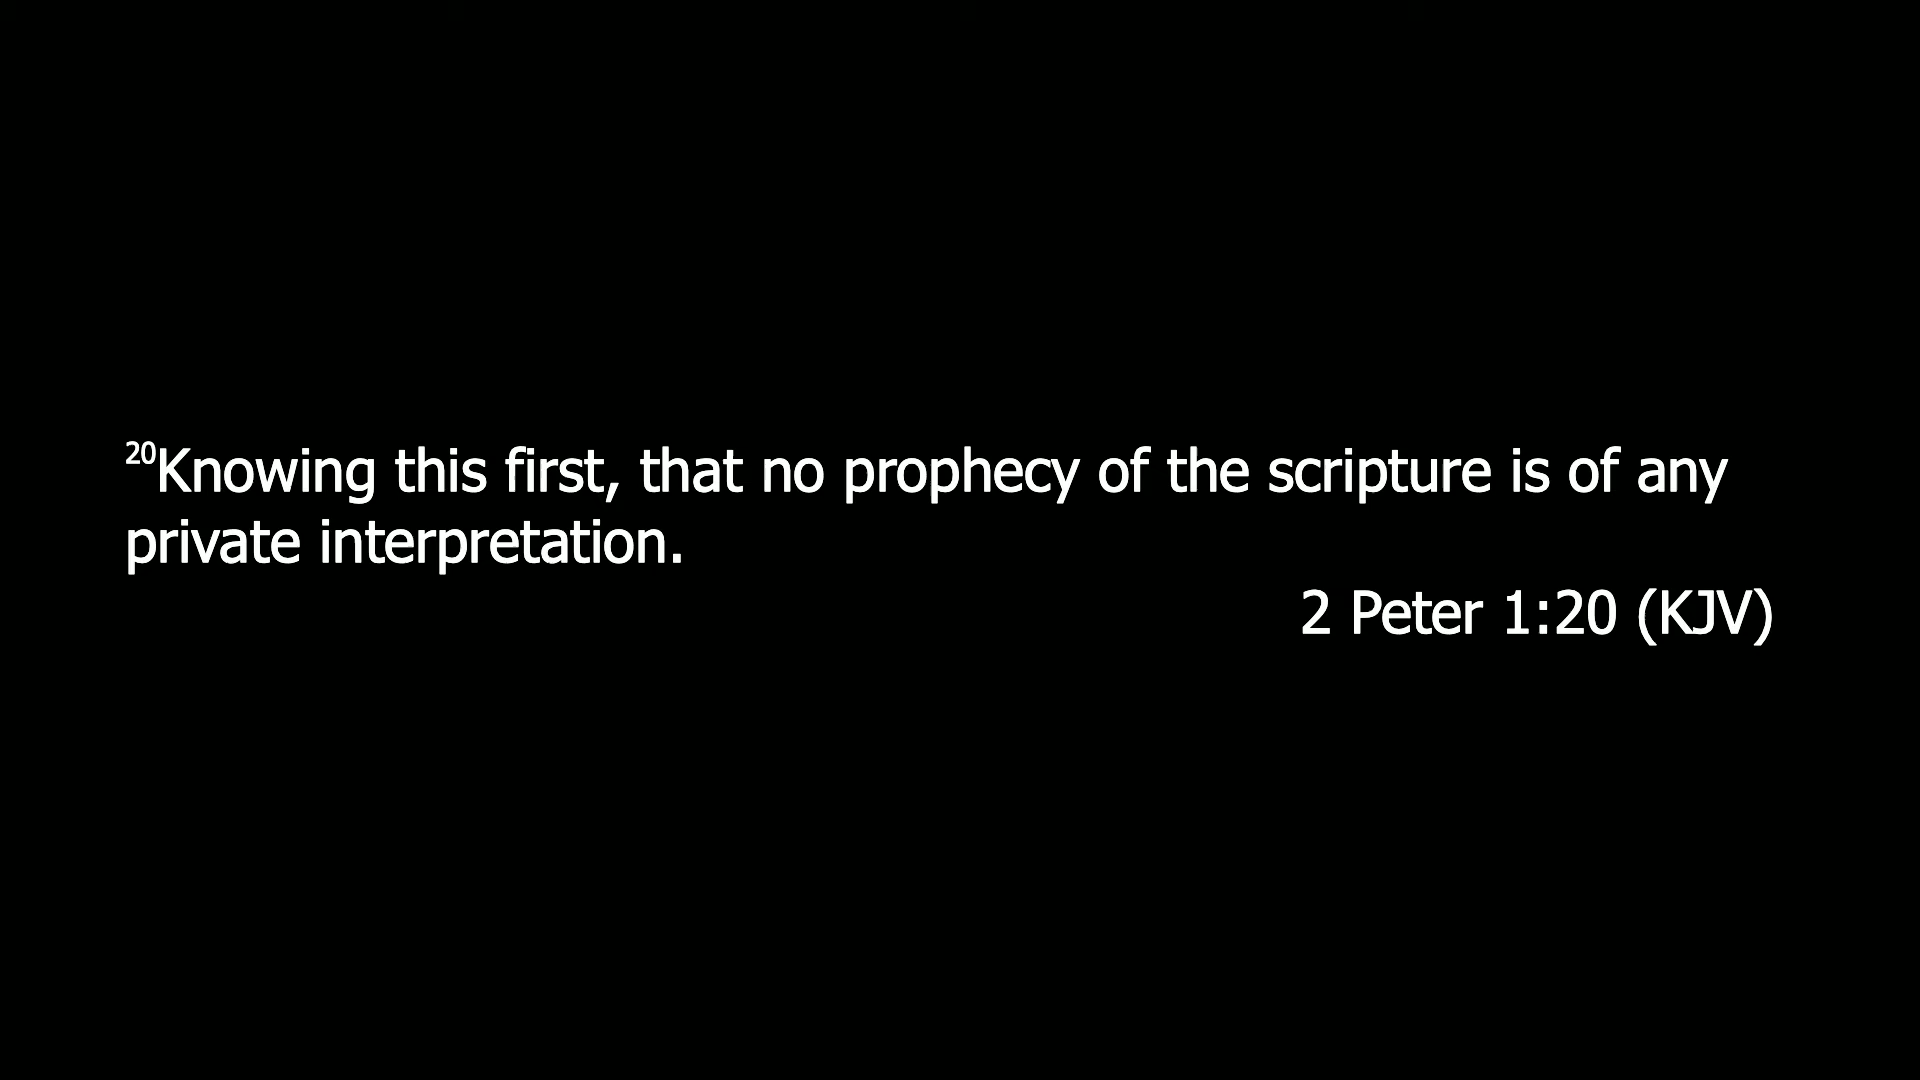 20Knowing this first, that no prophecy of the scripture is of any
private interpretation.
2 Peter 1:20 (KJV)